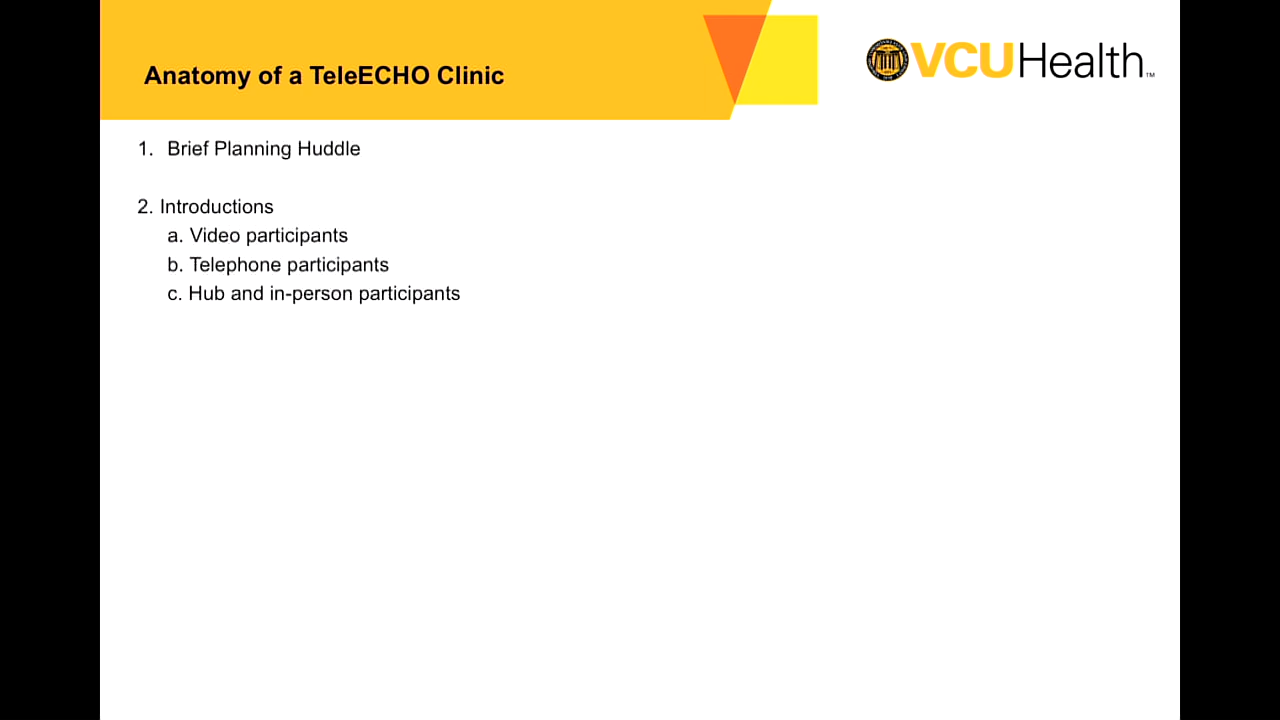 Anatomy of a TeleECHO Clinic
VCUHealth™
1. Brief Planning Huddle
2. Introductions
a. Video participants
b. Telephone participants
c. Hub and in-person participants